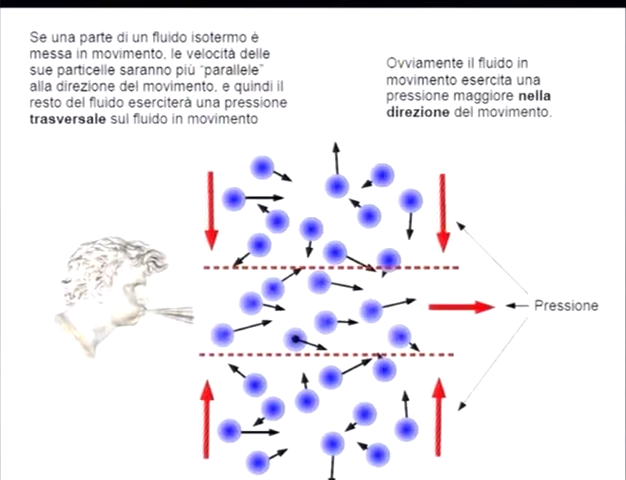 Se una parte di un fluido isotermo è
messa in movimento, le velocità delle
sue particelle saranno più "parallele"
alla direzione del movimento, e quindi il
resto del fluido eserciterà una pressione
trasversale sul fluido in movimento
Ovviamente il fluido in
movimento esercita una
pressione maggiore nella
direzione del movimento.
Pressione